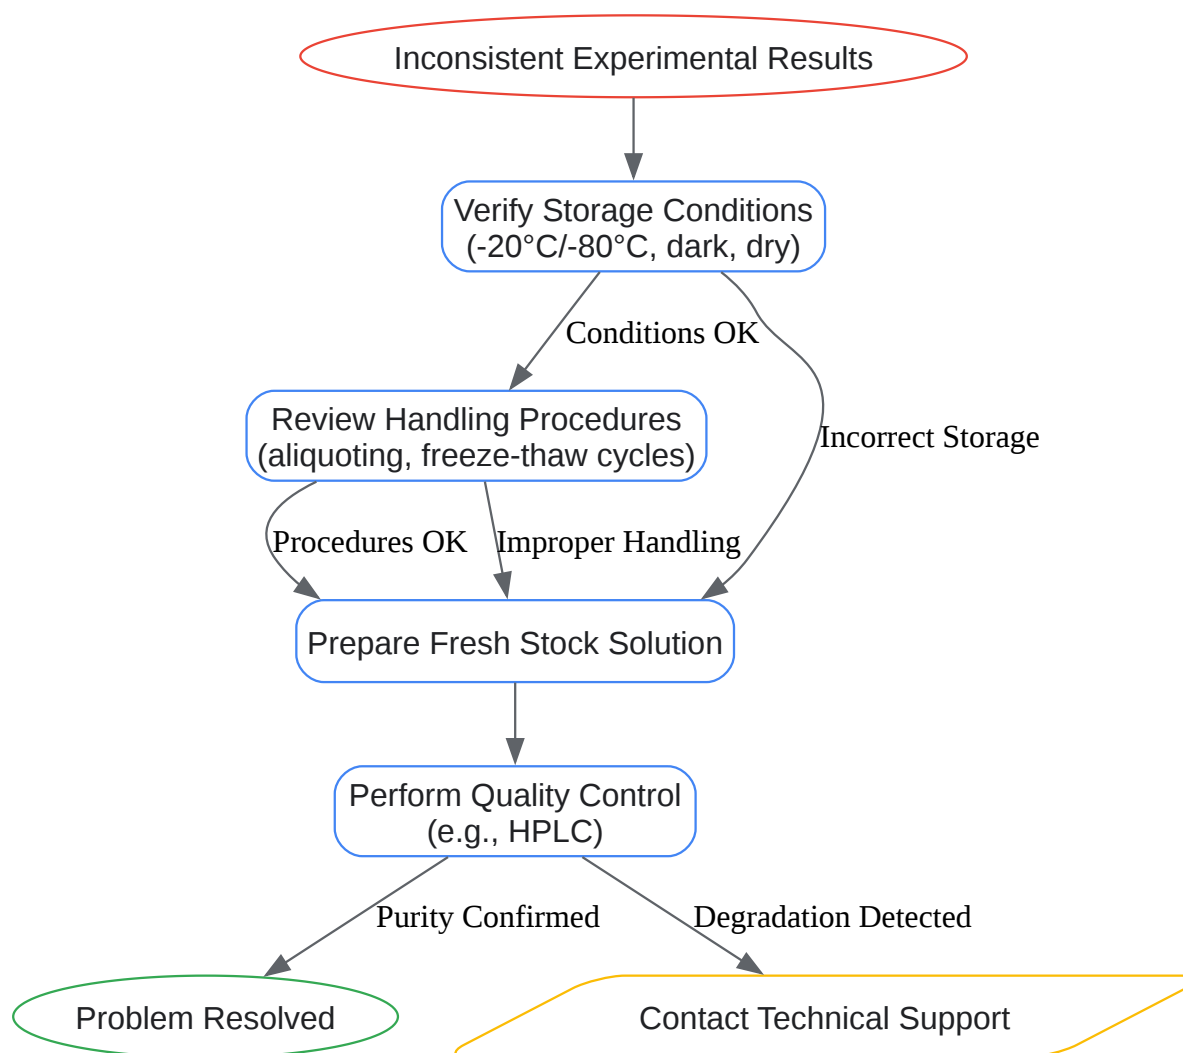 Inconsistent Experimental Results
Verify Storage Conditions
(-20°C/-80°C, dark, dry)
Conditions OK
Review Handling Procedures
(aliquoting, freeze-thaw cycles)
Incorrect Storage
Procedures OK
Improper Handling
Prepare Fresh Stock Solution
Perform Quality Control
(e.g., HPLC)
Purity Confirmed
Degradation Detected
Problem Resolved
Contact Technical Support